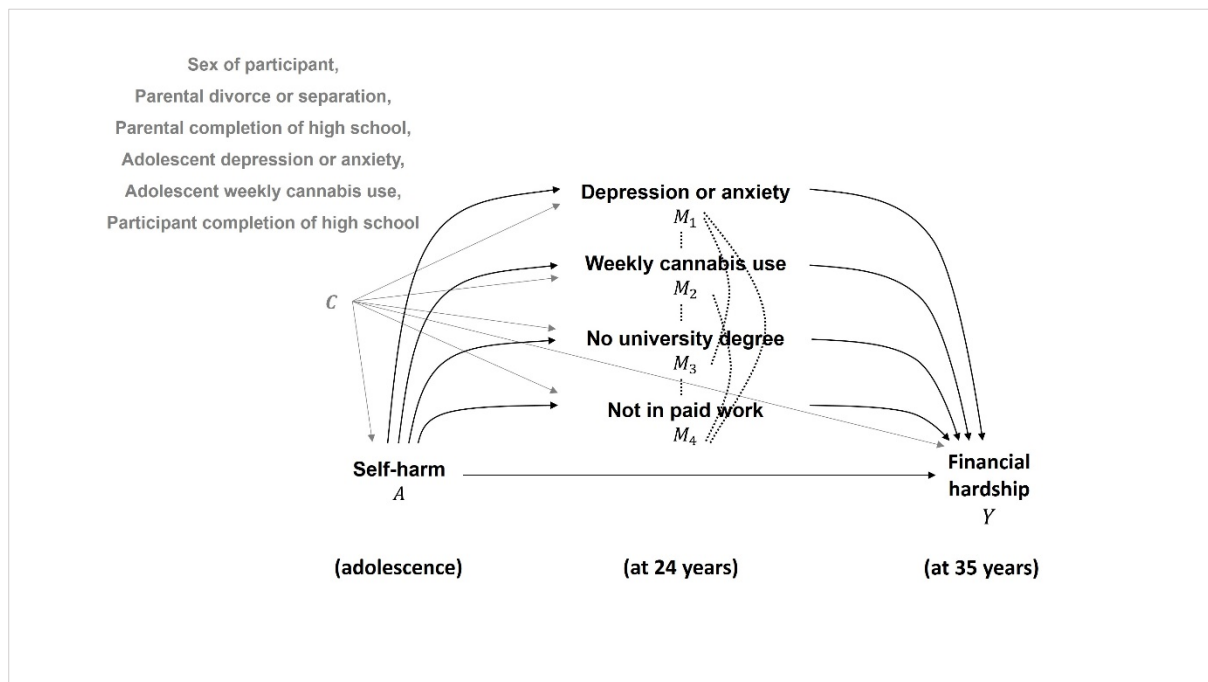 Sex of participant,
Parental divorce or separation,
Parental completion of high school,
Adolescent depression or anxiety,
Adolescent weekly cannabis use,
Participant completion of high school
Depression or anxiety
M₁
Weekly cannabis use
C
M₂
No university degree
M₃
Not in paid work
M₄
Self-harm
A
Financial
hardship
Y
(adolescence)
(at 24 years)
(at 35 years)